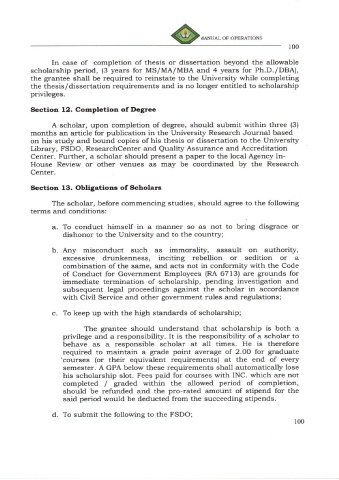 MANUAL OF OPERATIONS
100
In case of completion of thesis or dissertation beyond the allowable
scholarship period, (3 years for MS/MA/MBA and 4 years for Ph.D./DBA),
the grantee shall be required to reinstate to the University while completing
the thesis/dissertation requirements and is no longer entitled to scholarship
privileges.
Section 12. Completion of Degree
A scholar, upon completion of degree, should submit within three (3)
months an article for publication in the University Research Journal based
on his study and bound copies of his thesis or dissertation to the University
Library, FSDO, ResearchCenter and Quality Assurance and Accreditation
Center. Further, a scholar should present a paper to the local Agency In-
House Review or other venues as may be coordinated by the Research
Center.
Section 13. Obligations of Scholars
The scholar, before commencing studies, should agree to the following
terms and conditions:
a. To conduct himself in a manner so as not to bring disgrace or
dishonor to the University and to the country;
b. Any misconduct such as immorality, assault on authority,
excessive drunkenness, inciting rebellion or sedition or a
combination of the same, and acts not in conformity with the Code
of Conduct for Government Employees (RA 6713) are grounds for
immediate termination of scholarship, pending investigation and
subsequent legal proceedings against the scholar in accordance
with Civil Service and other government rules and regulations;
c. To keep up with the high standards of scholarship;
The grantee should understand that scholarship is both a
privilege and a responsibility. It is the responsibility of a scholar to
behave as a responsible scholar at all times. He is therefore
required to maintain a grade point average of 2.00 for graduate
courses (or their equivalent requirements) at the end of every
semester. A GPA below these requirements shall automatically lose
his scholarship slot. Fees paid for courses with INC. which are not
completed / graded within the allowed period of completion,
should be refunded and the pro-rated amount of stipend for the
said period would be deducted from the succeeding stipends.
d. To submit the following to the FSDO;
100